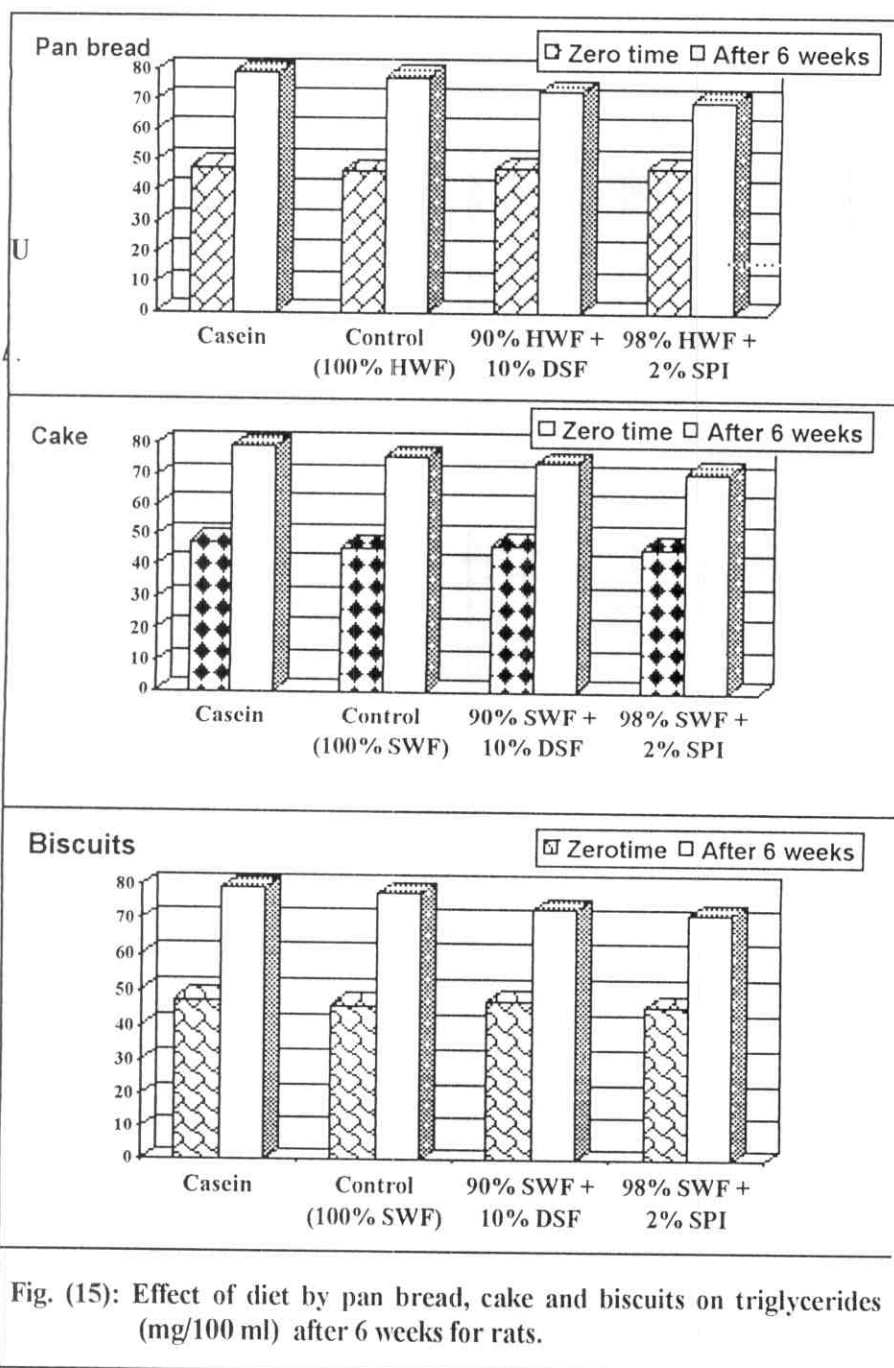 Pan bread
Zero time After 6 weeks
80
70
60
50
40
30
20
10
0
U
Casein Control 90% HWF + 98% HWF +
(100% HWF) 10% DSF 2% SPI
Cake
Zero time After 6 weeks
80
70
60
50
40
30
20
10
0
Casein Control 90% SWF + 98% SWF +
(100% SWF) 10% DSF 2% SPI
Biscuits
Zerotime After 6 weeks
80
70
60
50
40
30
20
10
0
Casein Control 90% SWF + 98% SWF +
(100% SWF) 10% DSF 2% SPI
Fig. (15): Effect of diet by pan bread, cake and biscuits on triglycerides
(mg/100 ml) after 6 weeks for rats.